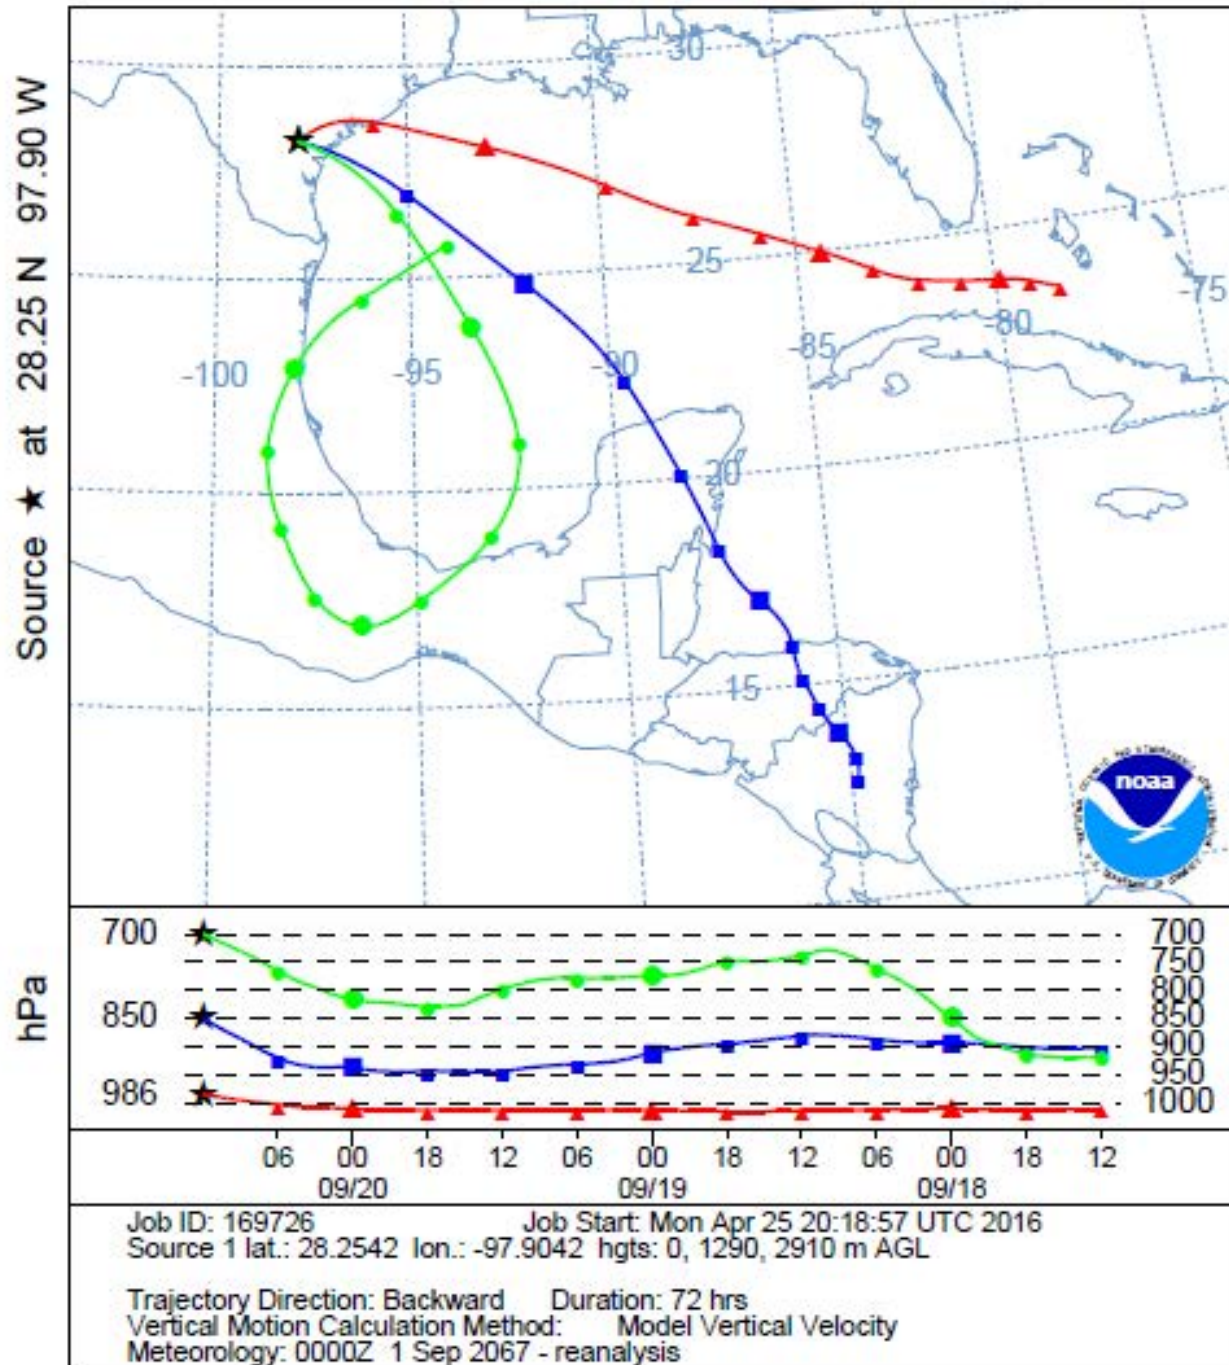 Source ★ at 28.25 N 97.90 W
30
25
-75
-80
-85
-90
-95
-100
20
15
noaa
hPa
700 700
750
800
850 850
900
950
986 1000
06 00 18 12 06 00 18 12 06 00 18 12
09/20 09/19 09/18
Job ID: 169726 Job Start: Mon Apr 25 20:18:57 UTC 2016
Source 1 lat.: 28.2542 lon.: -97.9042 hgts: 0, 1290, 2910 m AGL
Trajectory Direction: Backward Duration: 72 hrs
Vertical Motion Calculation Method: Model Vertical Velocity
Meteorology: 0000Z 1 Sep 2067 - reanalysis